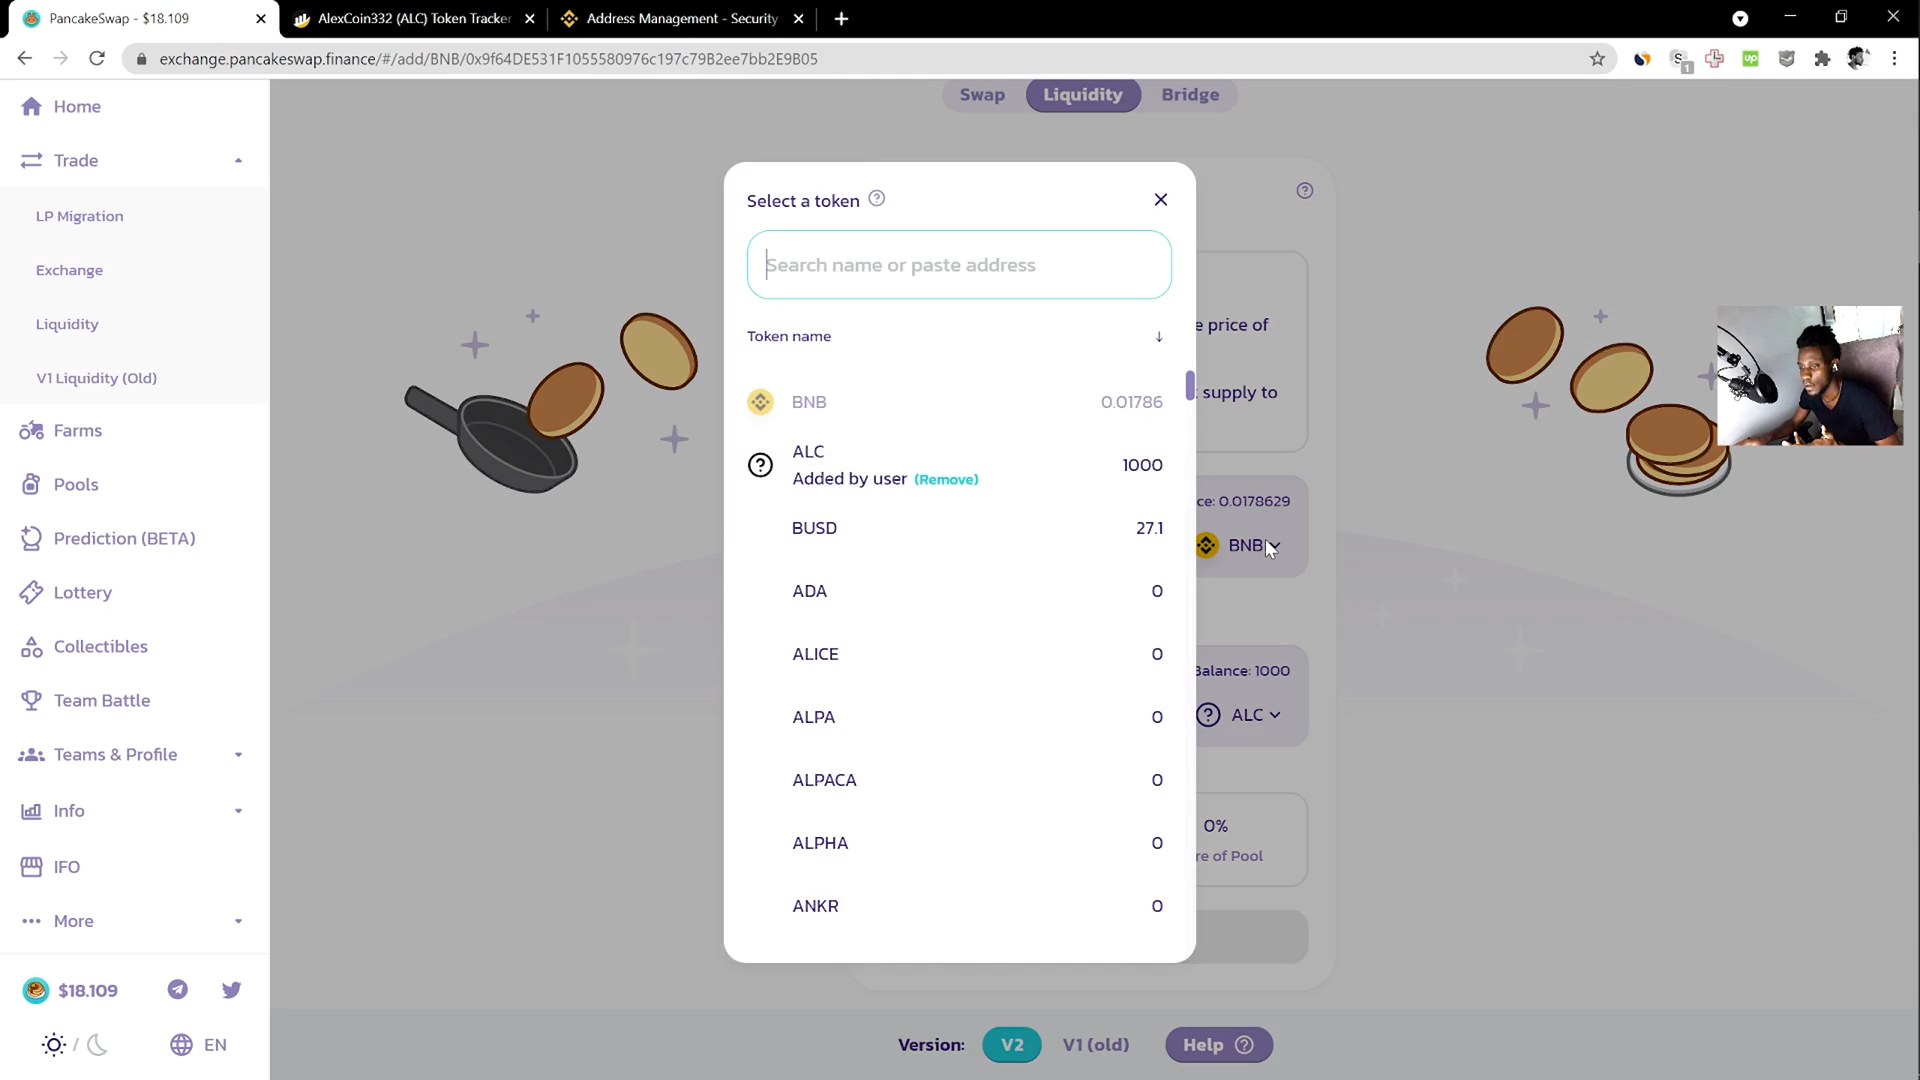 PancakeSwap - $18.109
AlexCoin332 (ALC) Token Tracker
Address Management - Security
exchange.pancakeswap.finance/#/add/BNB/0x9f64DE531F1055580976c197c79B2ee7bb2E9B05
1
up
Home
Trade
LP Migration
Exchange
Liquidity
V1 Liquidity (Old)
Farms
Pools
Prediction (BETA)
Lottery
Collectibles
Team Battle
Teams & Profile
Info
IFO
More
$18.109
/
EN
Swap
Liquidity
Bridge
Select a token
Search name or paste address
Token name
BNB 0.01786
ALC 1000
Added by user (Remove)
BUSD 27.1
ADA 0
ALICE 0
ALPA 0
ALPACA 0
ALPHA 0
ANKR 0
e price of
supply to
ce: 0.0178629
BNB
Balance: 1000
ALC
0%
re of Pool
Version: V2 V1 (old) Help